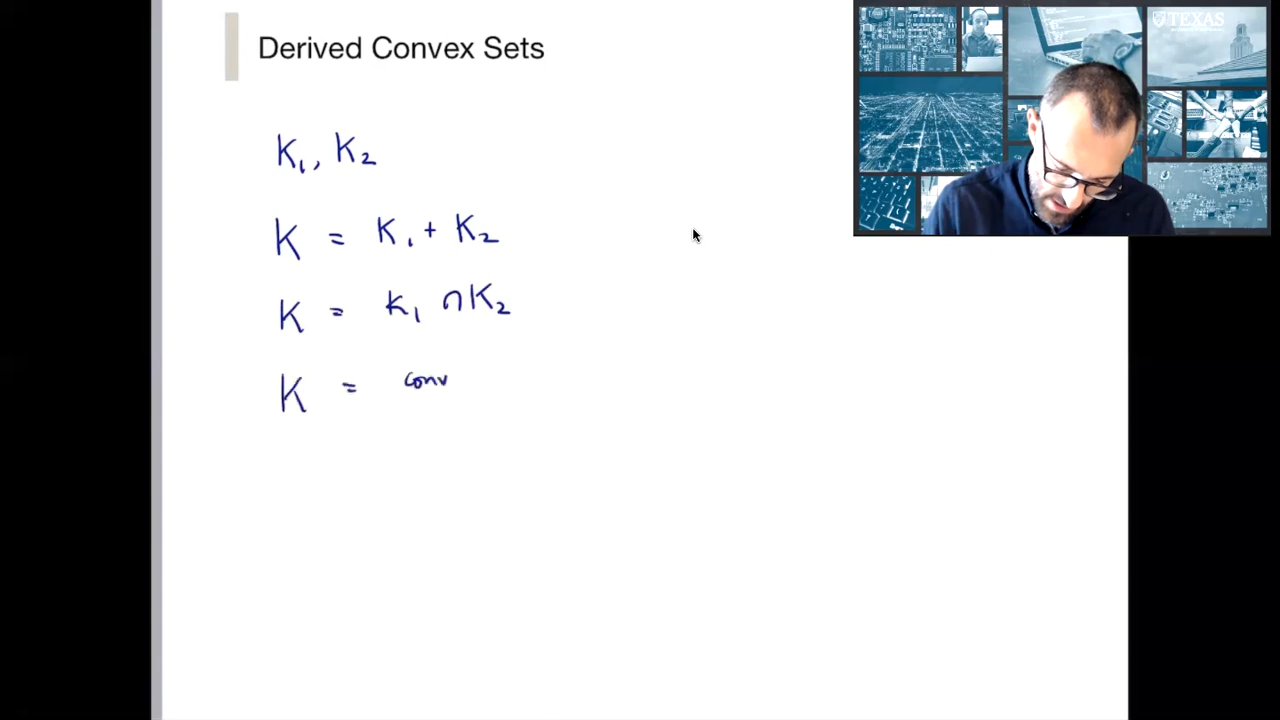 Derived Convex Sets
TEXAS
K₁, K₂
K = K₁ + K₂
K = K₁ ∩ K₂
K = conv